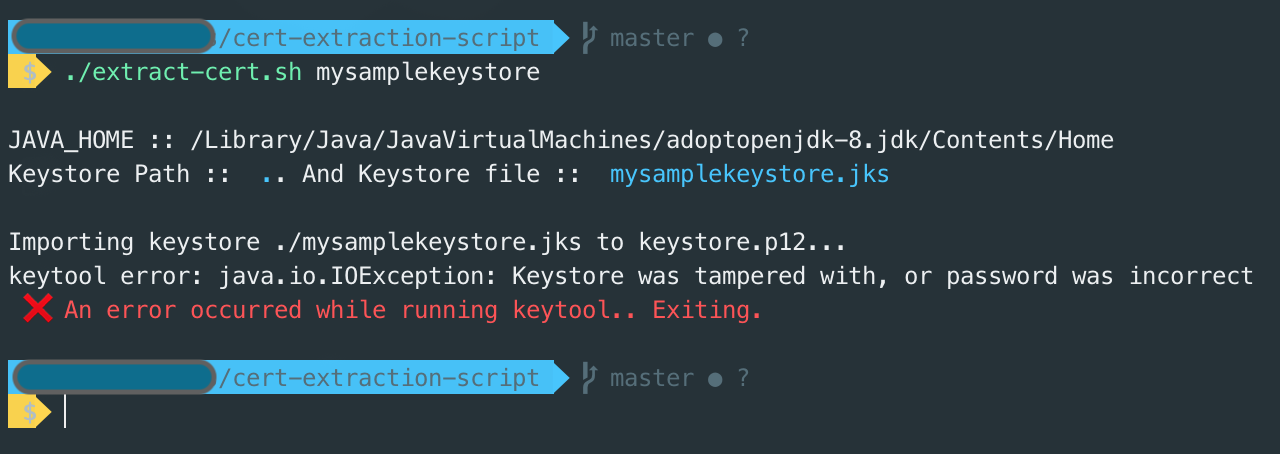 /cert-extraction-script master ● ?
$ ./extract-cert.sh mysamplekeystore
JAVA_HOME :: /Library/Java/JavaVirtualMachines/adoptopenjdk-8.jdk/Contents/Home
Keystore Path ::  .. And Keystore file ::  mysamplekeystore.jks
Importing keystore ./mysamplekeystore.jks to keystore.p12...
keytool error: java.io.IOException: Keystore was tampered with, or password was incorrect
❌ An error occurred while running keytool.. Exiting.
/cert-extraction-script master ● ?
$